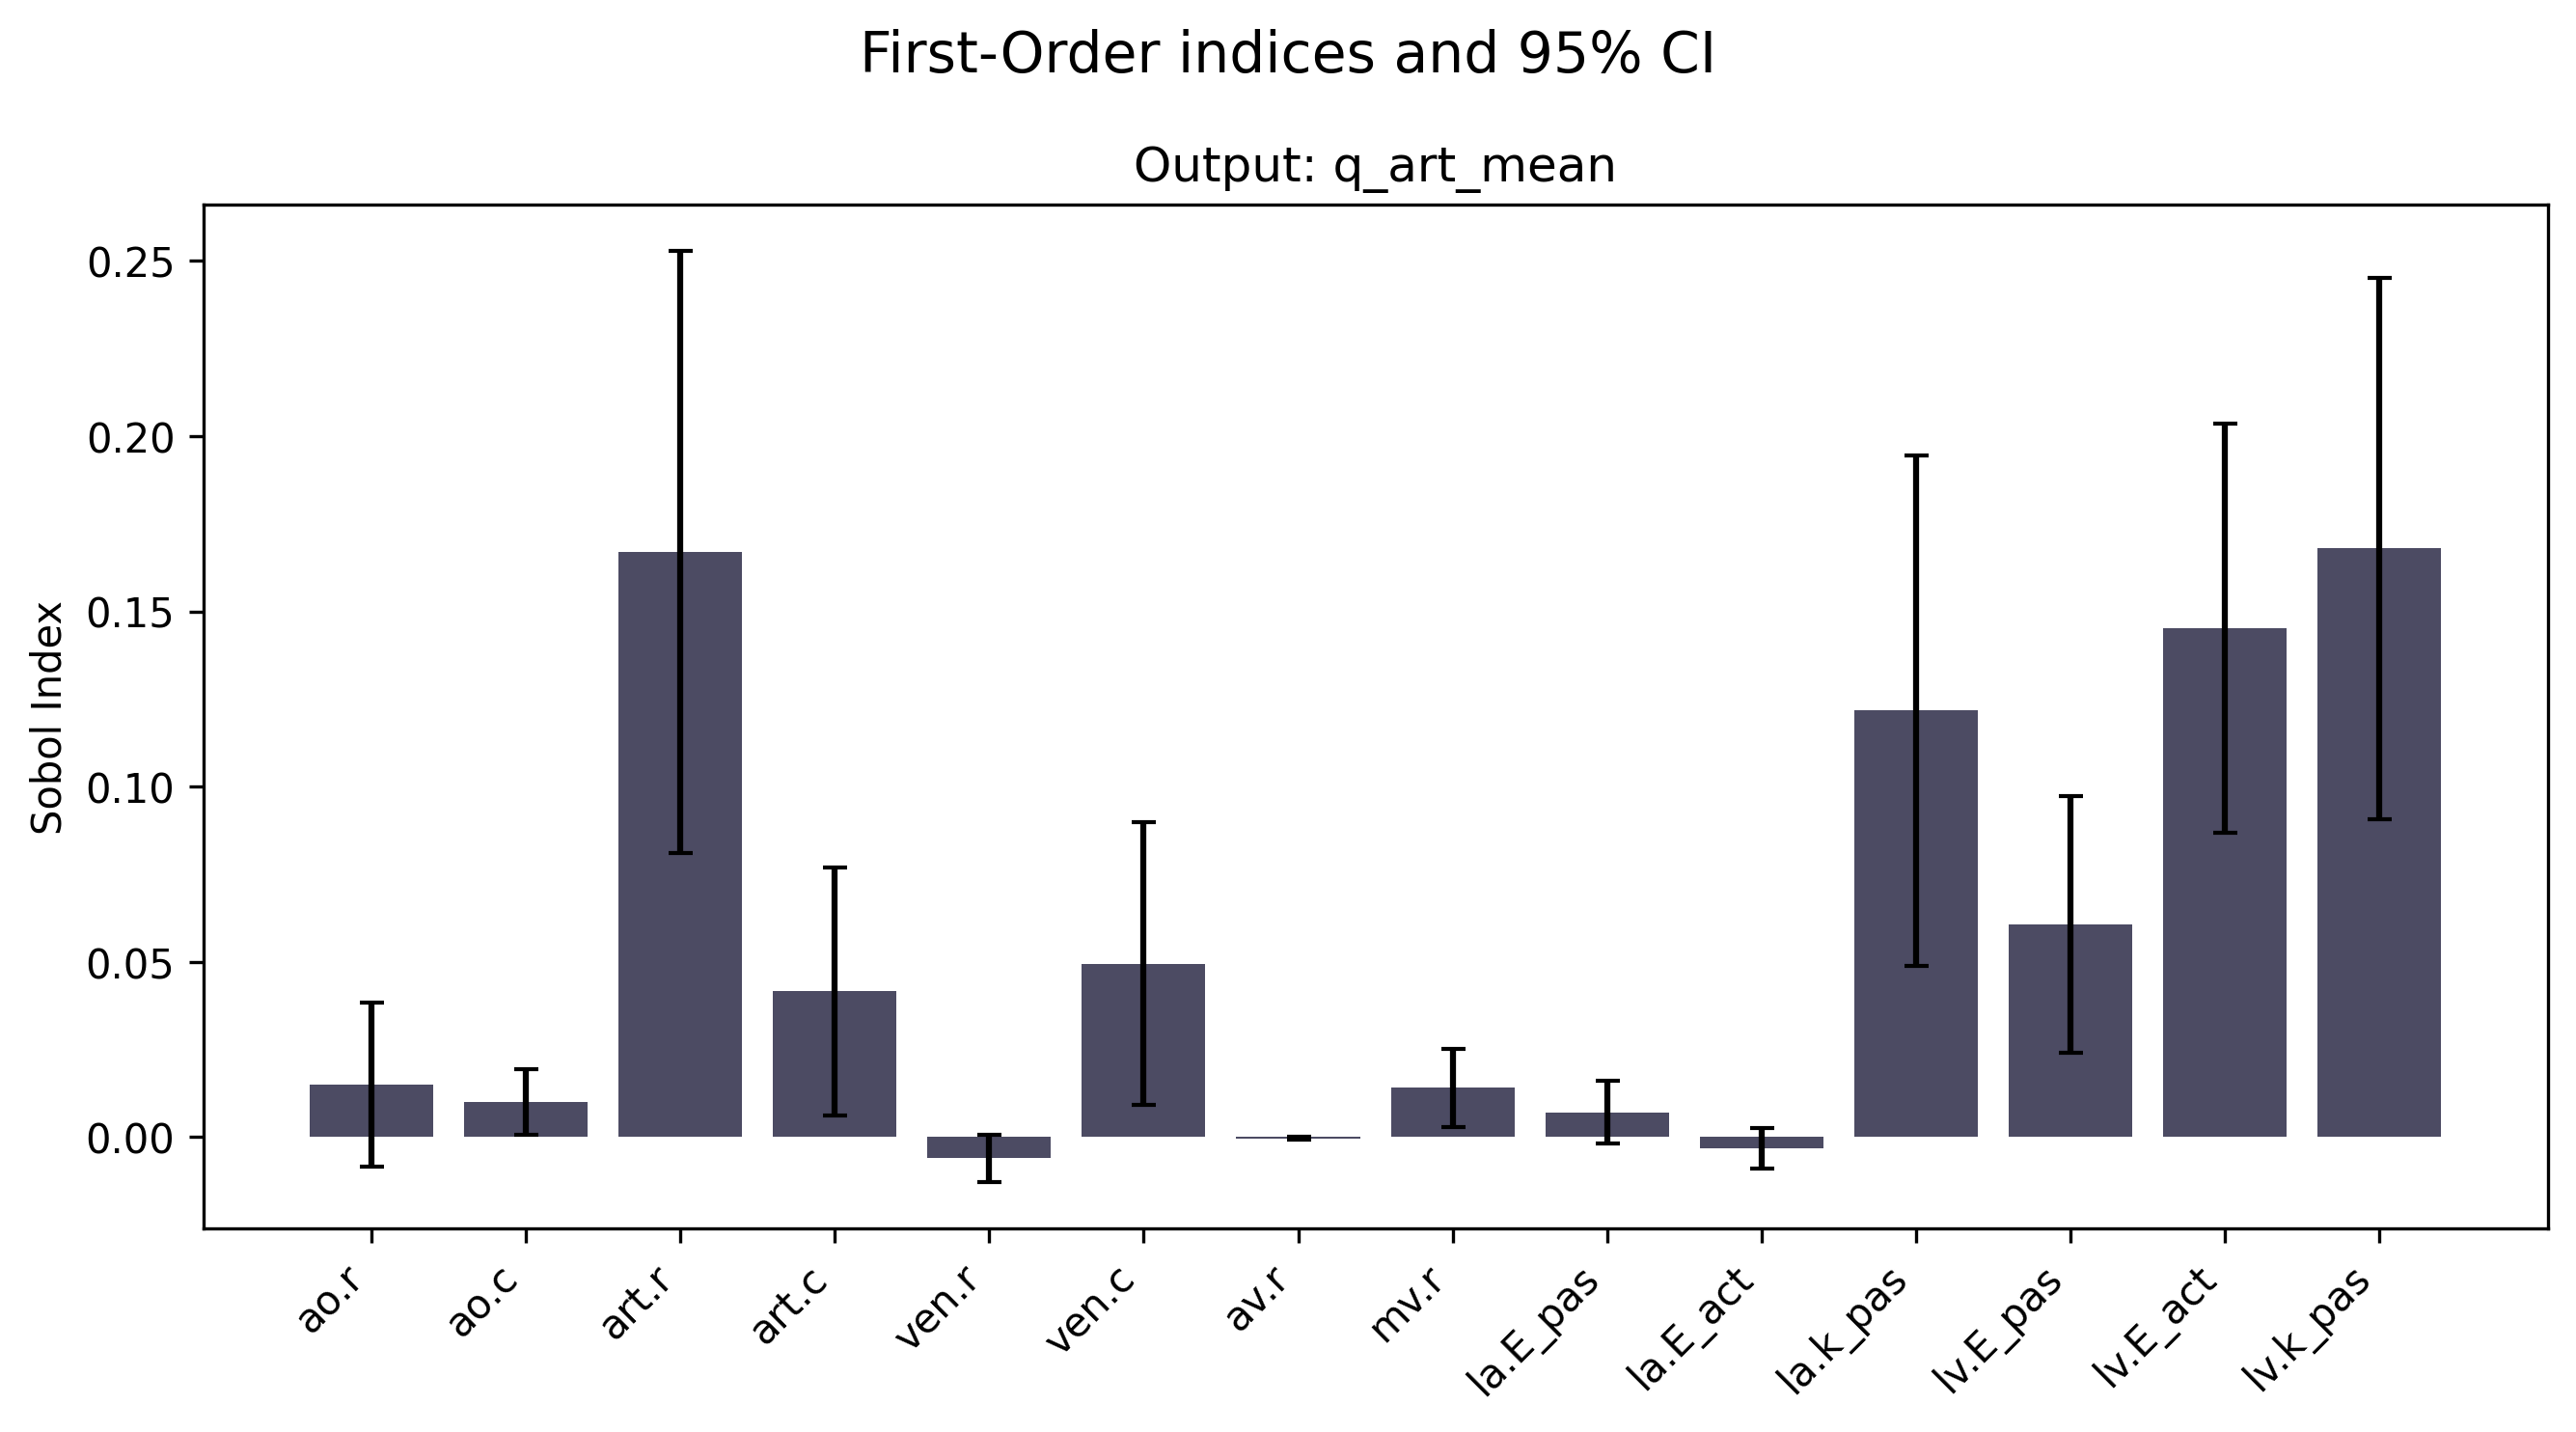 First-Order indices and 95% CI
Output: q_art_mean
Sobol Index
0.25
0.20
0.15
0.10
0.05
0.00
ao.r
ao.c
art.r
art.c
ven.r
ven.c
av.r
mv.r
la.E_pas
la.E_act
la.k_pas
lv.E_pas
lv.E_act
lv.k_pas